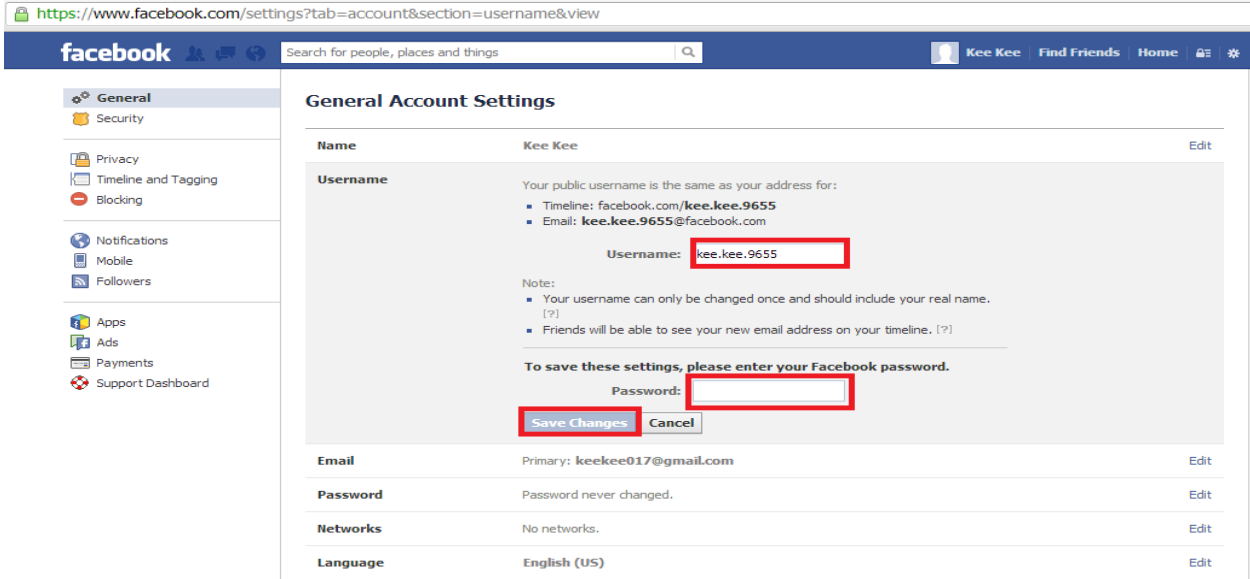 https://www.facebook.com/settings?tab=account&section=username&view
facebook Search for people, places and things Kee Kee Find Friends Home
General
Security
Privacy
Timeline and Tagging
Blocking
Notifications
Mobile
Followers
Apps
Ads
Payments
Support Dashboard
General Account Settings
Name Kee Kee Edit
Username Your public username is the same as your address for:
Timeline: facebook.com/kee.kee.9655
Email: kee.kee.9655@facebook.com
Username: kee.kee.9655
Note:
Your username can only be changed once and should include your real name.
[?]
Friends will be able to see your new email address on your timeline. [?]
To save these settings, please enter your Facebook password.
Password:
Save Changes Cancel
Email Primary: keekee017@gmail.com Edit
Password Password never changed. Edit
Networks No networks. Edit
Language English (US) Edit